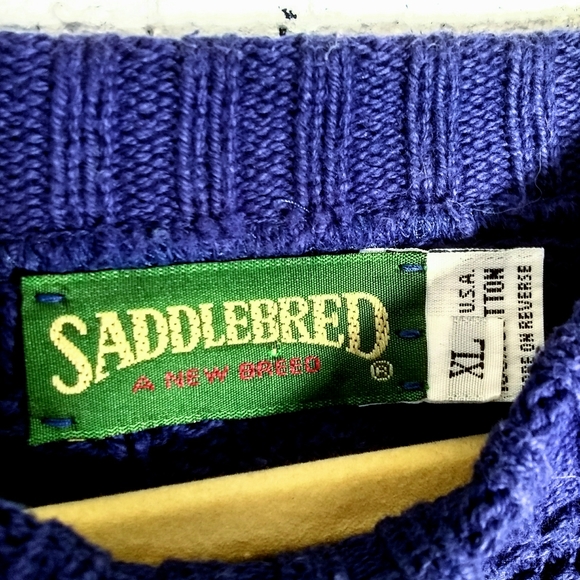 SADDLEBRED
A NEW BREED
®
XL
U.S.A.
ON REVERSE